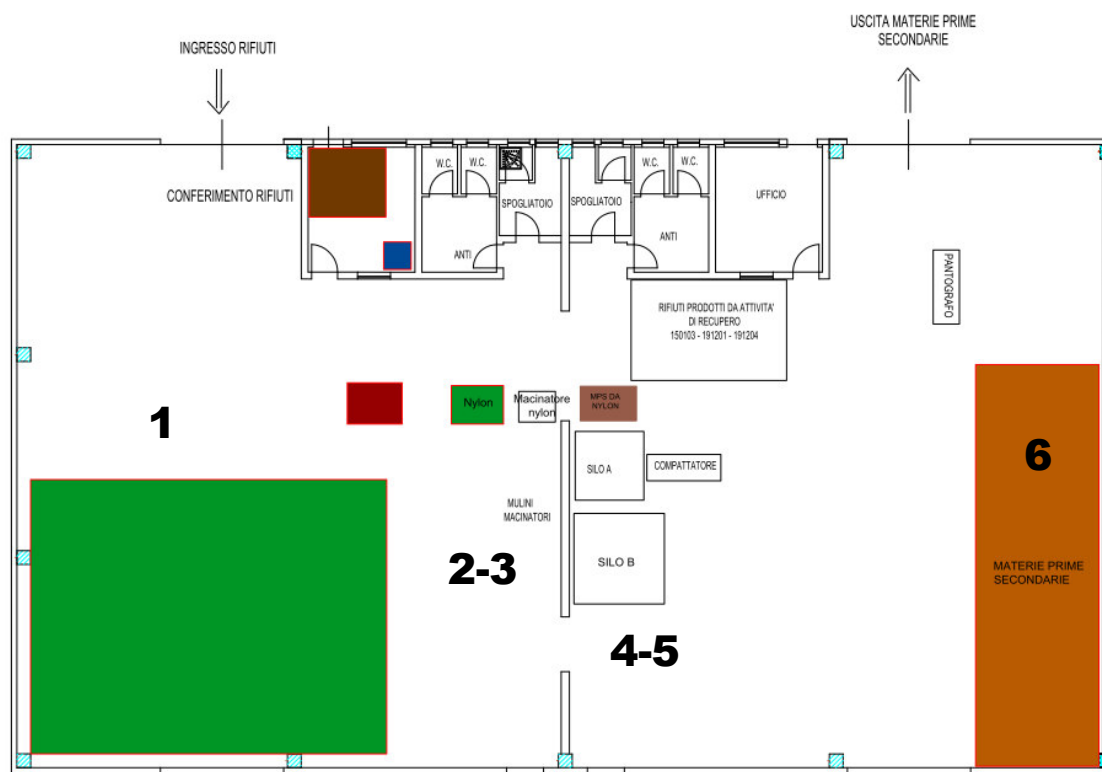 USCITA MATERIE PRIME
SECONDARIE
INGRESSO RIFIUTI
CONFERIMENTO RIFIUTI
W.C.
W.C.
W.C.
W.C.
SPOGLIATOIO
SPOGLIATOIO
UFFICIO
ANTI
ANTI
PANTOGRAFO
RIFIUTI PRODOTTI DA ATTIVITA'
DI RECUPERO
150103 - 191201 - 191204
Nylon
Macinatore
nylon
MPS DA
NYLON
1
6
SILO A
COMPATTATORE
MULINI
MACINATORI
2-3
SILO B
MATERIE PRIME
SECONDARIE
4-5